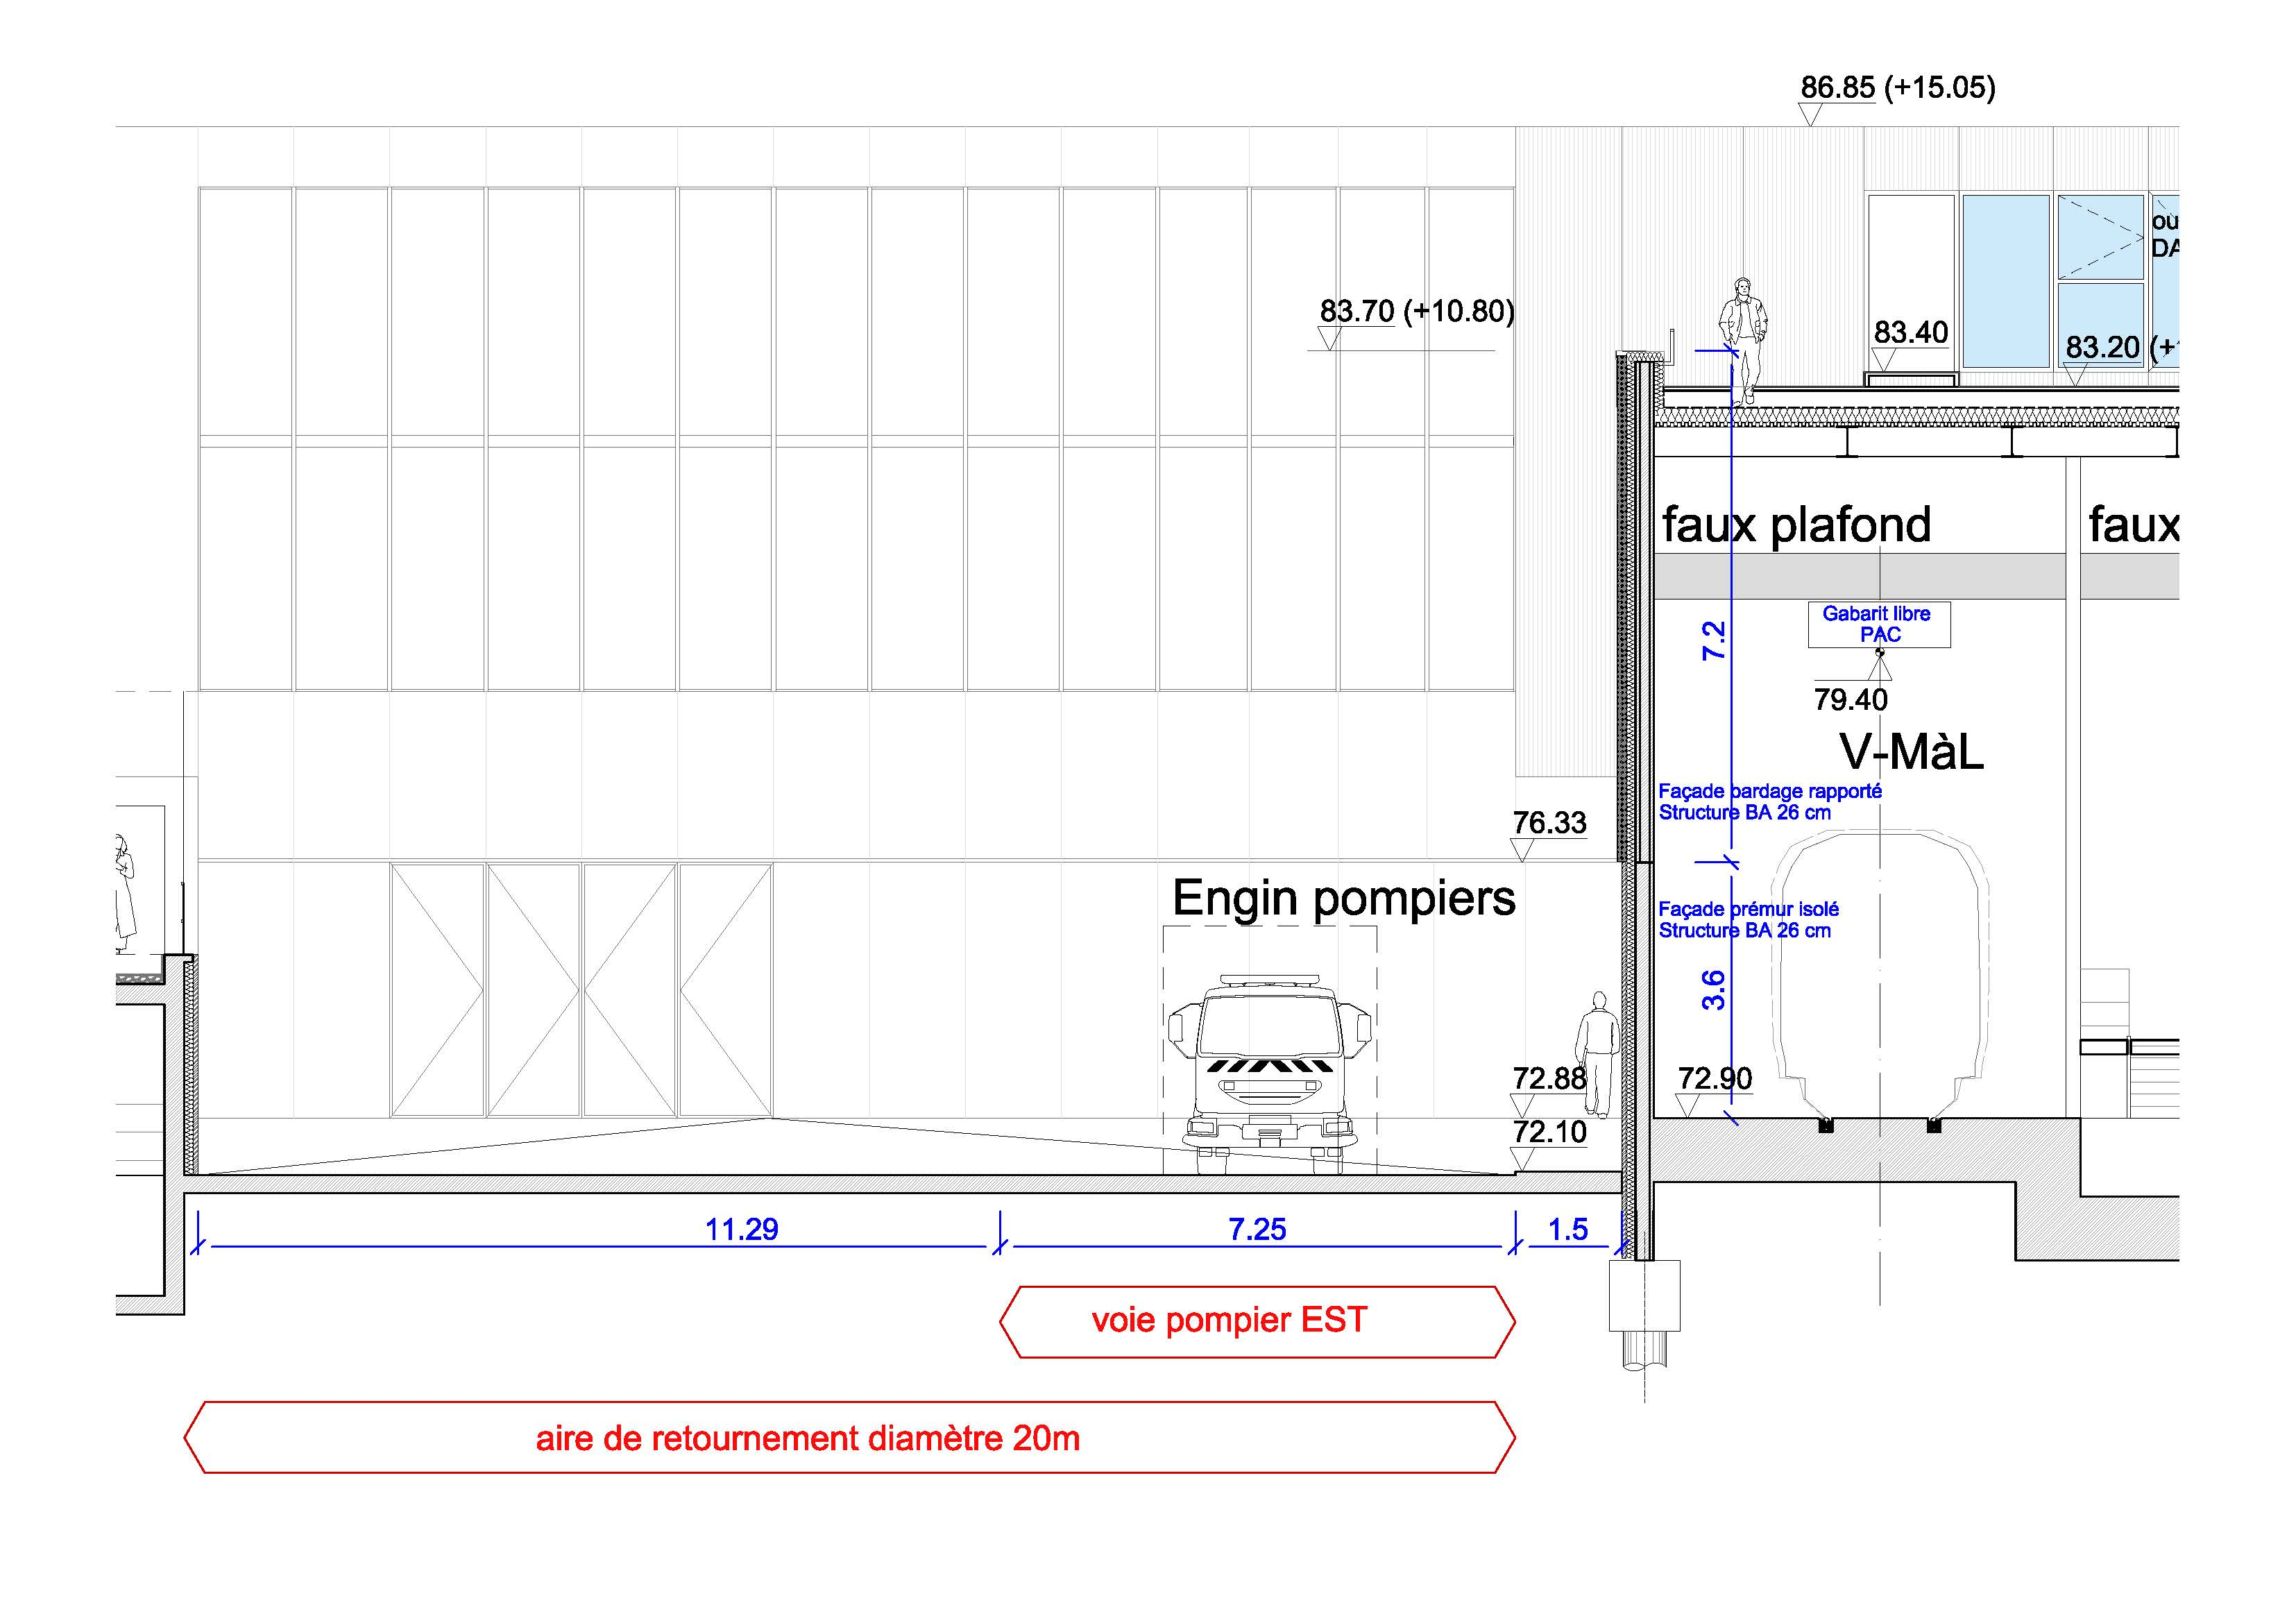 86.85 (+15.05)
ou
DA
83.70 (+10.80)
83.40
83.20 (+
faux plafond
faux
Gabarit libre
PAC
7.2
79.40
V-MàL
Façade bardage rapporté
Structure BA 26 cm
76.33
Engin pompiers
Façade prémur isolé
Structure BA 26 cm
3.6
72.88
72.90
72.10
11.29
7.25
1.5
voie pompier EST
aire de retournement diamètre 20m